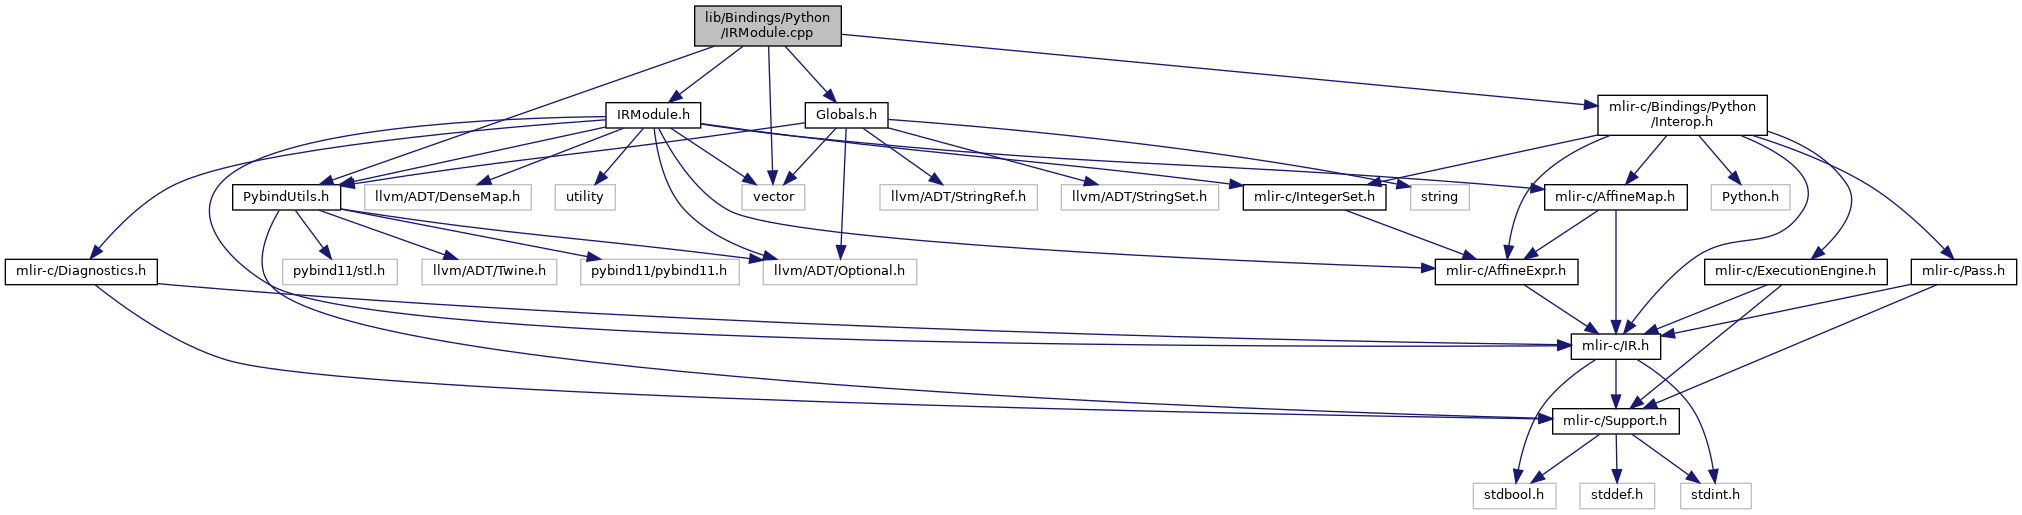 lib/Bindings/Python
/IRModule.cpp
IRModule.h
Globals.h
mlir-c/Bindings/Python
/Interop.h
PybindUtils.h
llvm/ADT/DenseMap.h
utility
vector
llvm/ADT/StringRef.h
llvm/ADT/StringSet.h
mlir-c/IntegerSet.h
string
mlir-c/AffineMap.h
Python.h
mlir-c/Diagnostics.h
pybind11/stl.h
llvm/ADT/Twine.h
pybind11/pybind11.h
llvm/ADT/Optional.h
mlir-c/AffineExpr.h
mlir-c/ExecutionEngine.h
mlir-c/Pass.h
mlir-c/IR.h
mlir-c/Support.h
stdbool.h
stddef.h
stdint.h